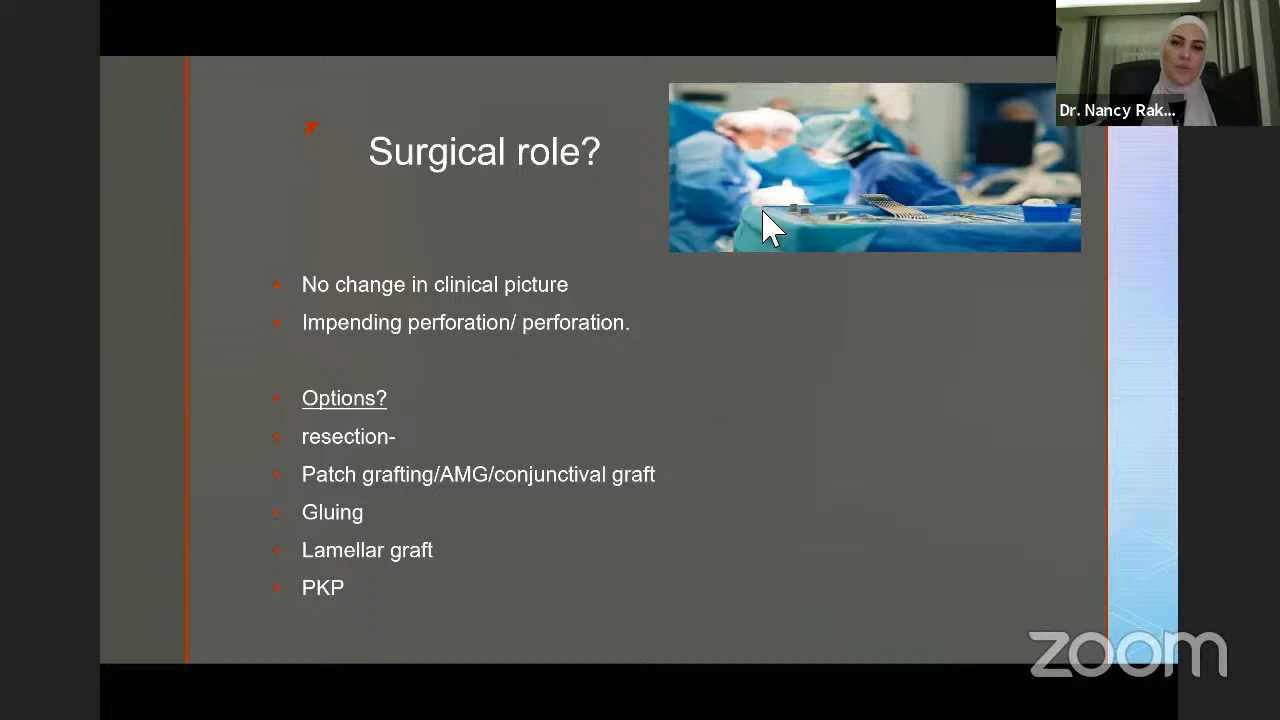 Dr. Nancy Rak...
Surgical role?
No change in clinical picture
Impending perforation/ perforation.
Options?
resection-
Patch grafting/AMG/conjunctival graft
Gluing
Lamellar graft
PKP
zoom